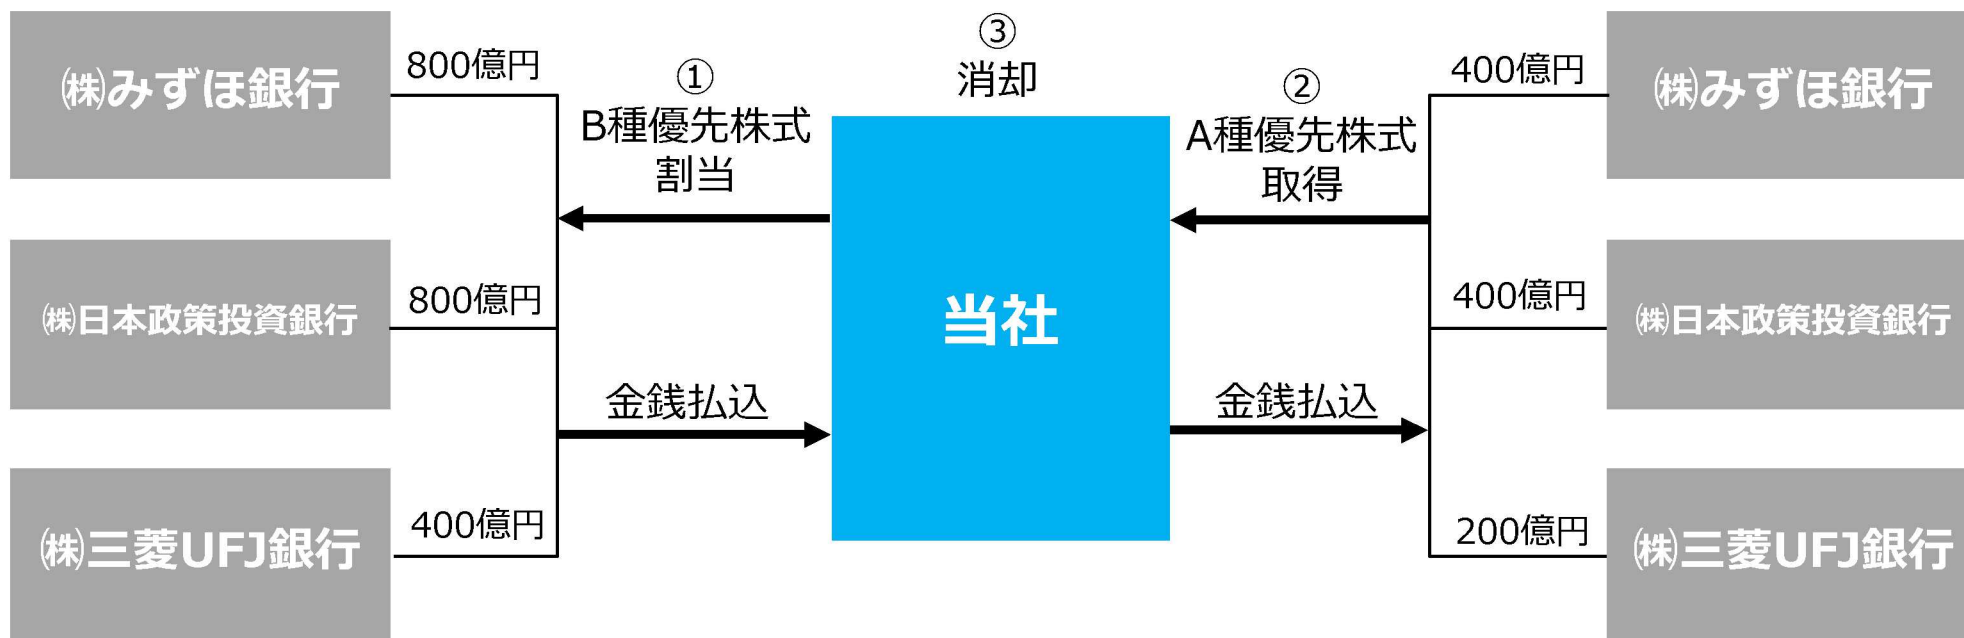 ㈱みずほ銀行
800億円
㈱日本政策投資銀行
800億円
㈱三菱UFJ銀行
400億円
①
B種優先株式
割当
金銭払込
③
消却
当社
②
A種優先株式
取得
金銭払込
400億円
㈱みずほ銀行
400億円
㈱日本政策投資銀行
200億円
㈱三菱UFJ銀行